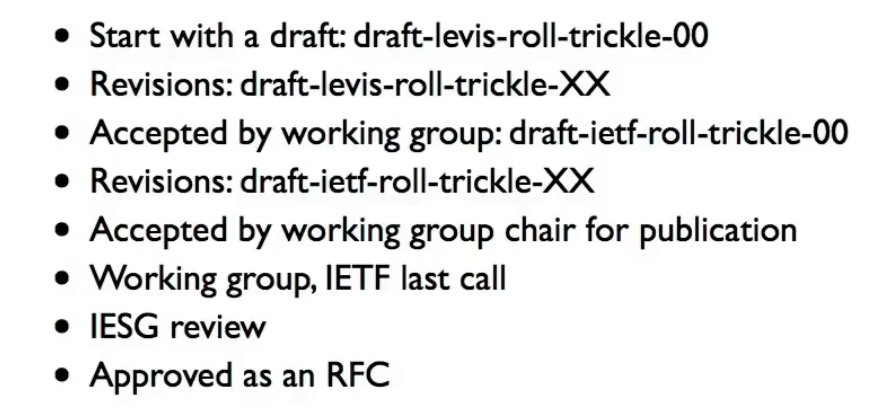 • Start with a draft: draft-levis-roll-trickle-00
• Revisions: draft-levis-roll-trickle-XX
• Accepted by working group: draft-ietf-roll-trickle-00
• Revisions: draft-ietf-roll-trickle-XX
• Accepted by working group chair for publication
• Working group, IETF last call
• IESG review
• Approved as an RFC